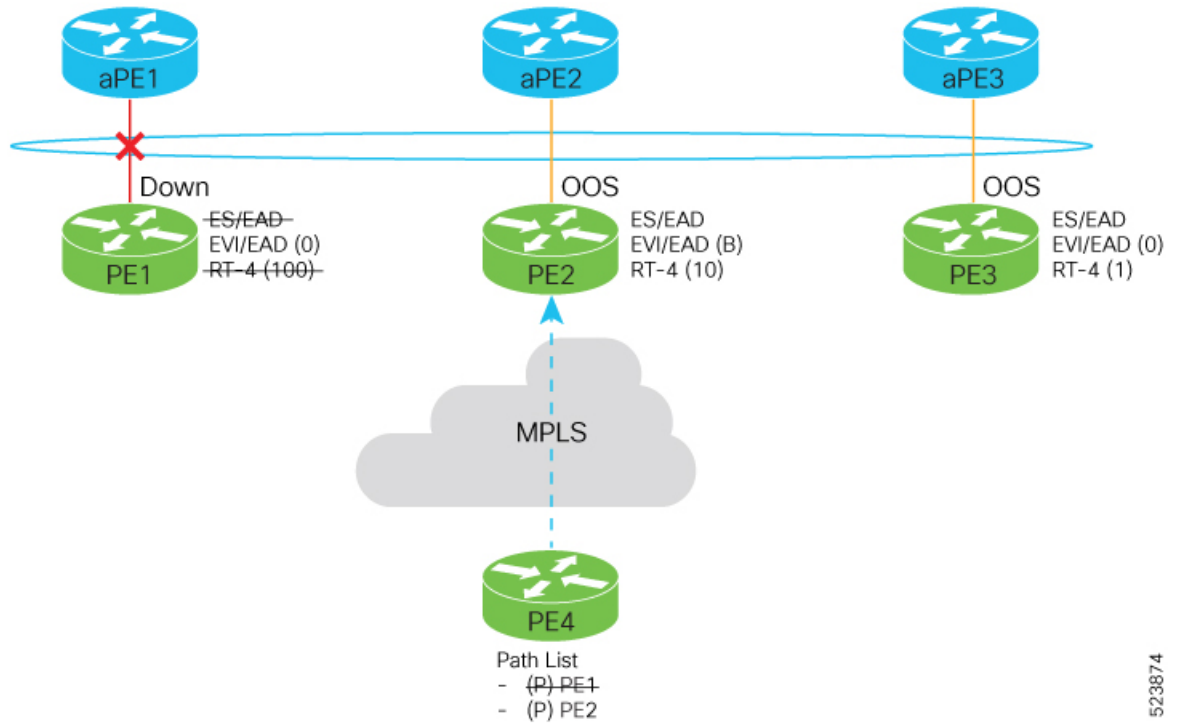 aPE1
aPE2
aPE3
Down
OOS
OOS
PE1
ES/EAD
EVI/EAD (0)
RT-4 (100)
PE2
ES/EAD
EVI/EAD (B)
RT-4 (10)
PE3
ES/EAD
EVI/EAD (0)
RT-4 (1)
MPLS
PE4
Path List
- (P) PE1
- (P) PE2
523874